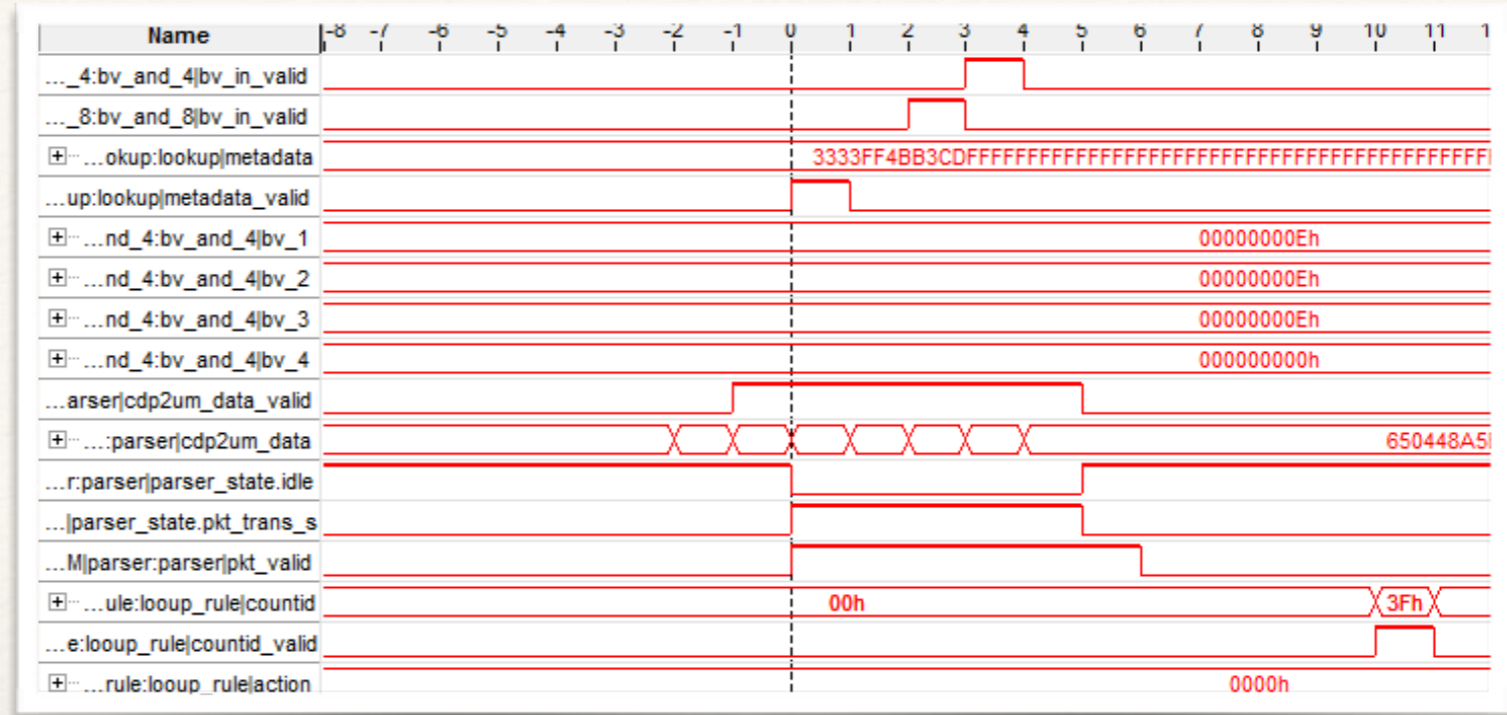 Name -8 -7 -6 -5 -4 -3 -2 -1 0 1 2 3 4 5 6 7 8 9 10 11 1
..._4:bv_and_4|bv_in_valid
..._8:bv_and_8|bv_in_valid
...okup:lookup|metadata 3333FF4BB3CDFFFFFFFFFFFFFFFFFFFFFFFFFFFFFFFFFFFFFFFFFF
...up:lookup|metadata_valid
...nd_4:bv_and_4|bv_1 00000000Eh
...nd_4:bv_and_4|bv_2 00000000Eh
...nd_4:bv_and_4|bv_3 00000000Eh
...nd_4:bv_and_4|bv_4 000000000h
...arser|cdp2um_data_valid
...:parser|cdp2um_data 650448A5
...r:parser|parser_state.idle
...|parser_state.pkt_trans_s
...M|parser:parser|pkt_valid
...ule:looup_rule|countid 00h 3Fh
...e:looup_rule|countid_valid
...rule:looup_rule|action 0000h